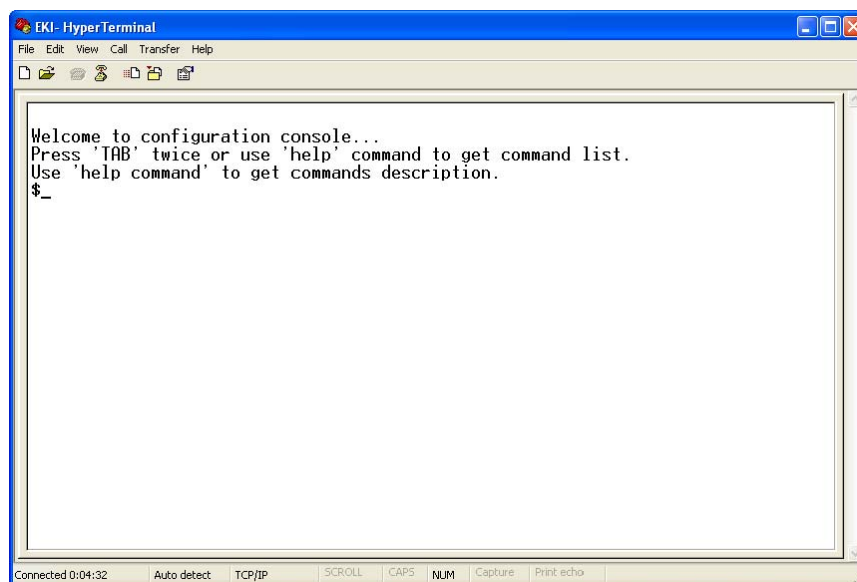 EKI- HyperTerminal
File Edit View Call Transfer Help
Welcome to configuration console...
Press 'TAB' twice or use 'help' command to get command list.
Use 'help command' to get commands description.
$_
Connected 0:04:32 Auto detect TCP/IP SCROLL CAPS NUM Capture Print echo